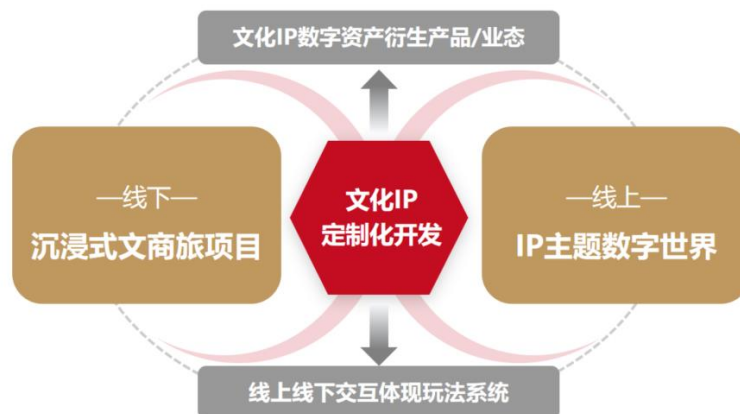 文化IP数字资产衍生产品/业态
—线下—
沉浸式文商旅项目
文化IP
定制化开发
—线上—
IP主题数字世界
线上线下交互体现玩法系统